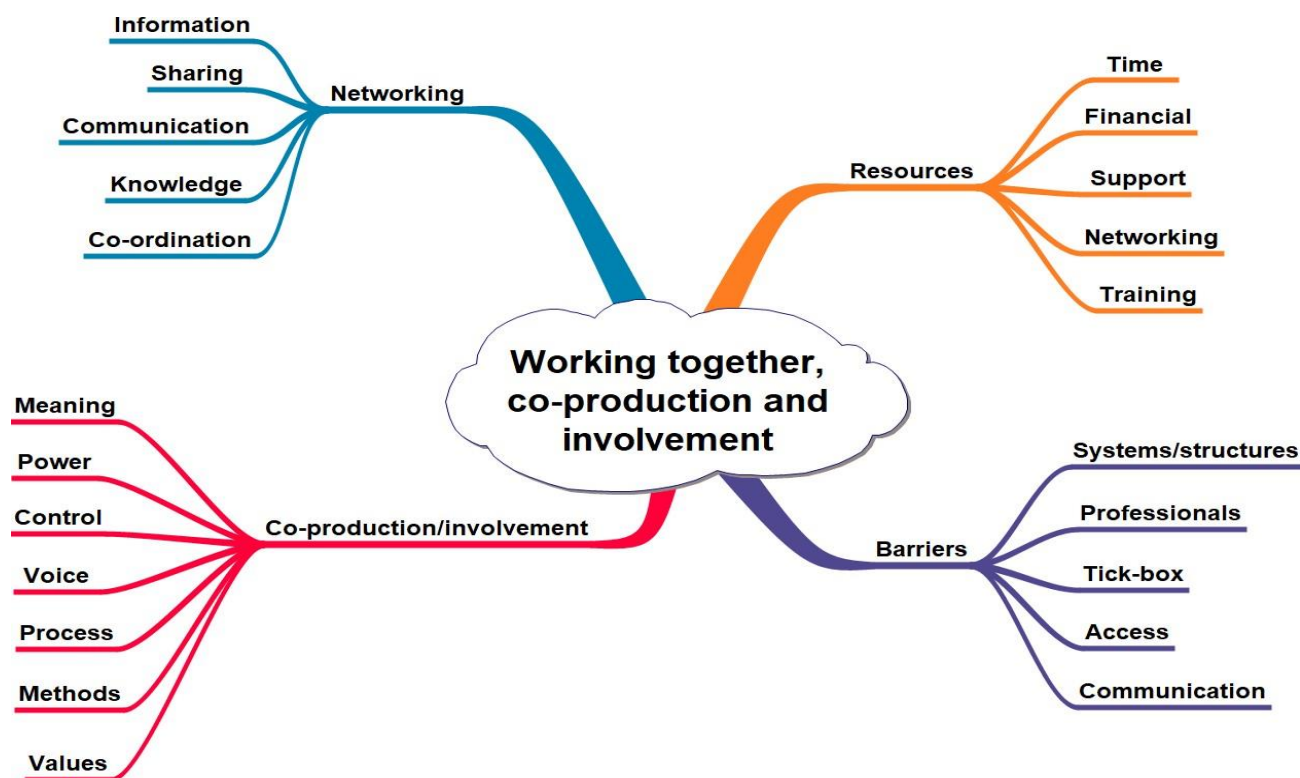 Information
Sharing
Communication
Knowledge
Co-ordination
Networking
Time
Financial
Support
Networking
Training
Resources
Working together,
co-production and
involvement
Meaning
Power
Control
Voice
Process
Methods
Values
Co-production/involvement
Systems/structures
Professionals
Tick-box
Access
Communication
Barriers